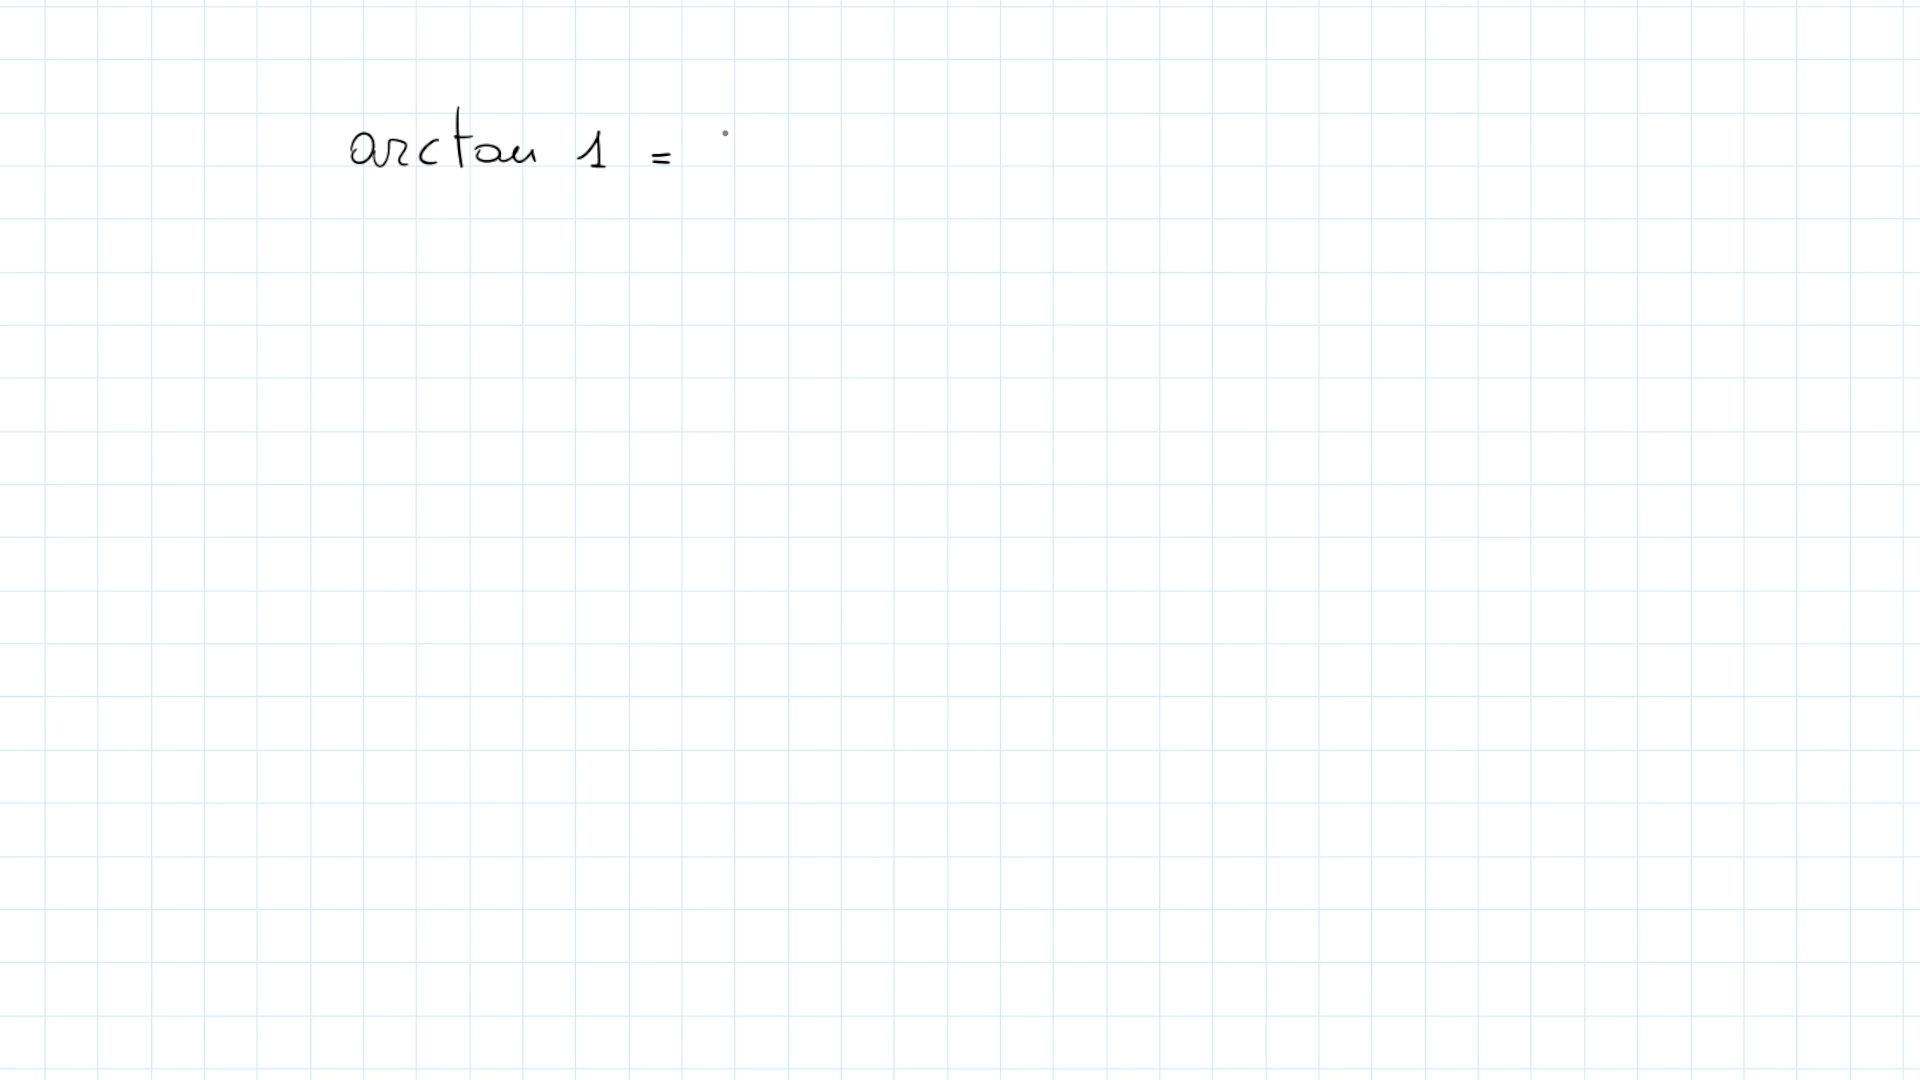 arctan 1 =